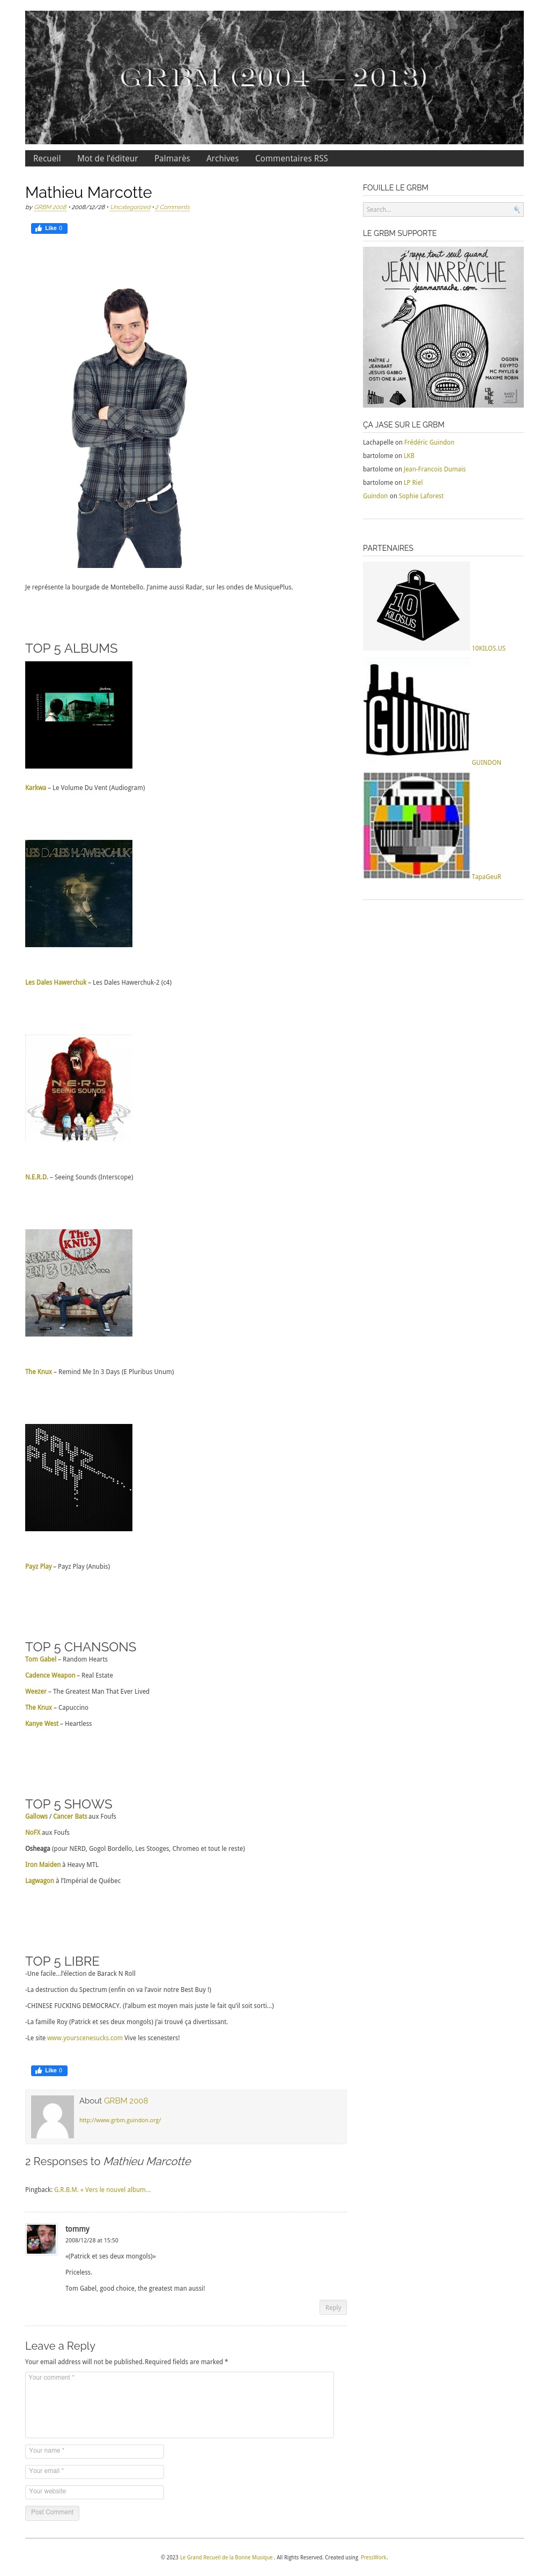 GRBM (2004 — 2013)
Recueil Mot de l'éditeur Palmarès Archives Commentaires RSS
Mathieu Marcotte
by GRBM 2008 • 2008/12/28 • Uncategorized • 2 Comments
Like 0
Je représente la bourgade de Montebello. J'anime aussi Radar, sur les ondes de MusiquePlus.
TOP 5 ALBUMS
Karkwa – Le Volume Du Vent (Audiogram)
LES DALES HAWERCHUK
Les Dales Hawerchuk – Les Dales Hawerchuk-2 (c4)
N·E·R·D
SEEING SOUNDS
N.E.R.D. – Seeing Sounds (Interscope)
The KNUX
REMIND ME
IN 3 DAYS...
The Knux – Remind Me In 3 Days (E Pluribus Unum)
PAYZ
PLAY
Payz Play – Payz Play (Anubis)
TOP 5 CHANSONS
Tom Gabel – Random Hearts
Cadence Weapon – Real Estate
Weezer – The Greatest Man That Ever Lived
The Knux – Capuccino
Kanye West – Heartless
TOP 5 SHOWS
Gallows / Cancer Bats aux Foufs
NoFX aux Foufs
Osheaga (pour NERD, Gogol Bordello, Les Stooges, Chromeo et tout le reste)
Iron Maiden à Heavy MTL
Lagwagon à l'Impérial de Québec
TOP 5 LIBRE
-Une facile...l'élection de Barack N Roll
-La destruction du Spectrum (enfin on va l'avoir notre Best Buy !)
-CHINESE FUCKING DEMOCRACY. (l'album est moyen mais juste le fait qu'il soit sorti...)
-La famille Roy (Patrick et ses deux mongols) j'ai trouvé ça divertissant.
-Le site www.yourscenesucks.com Vive les scenesters!
Like 0
About GRBM 2008
http://www.grbm.guindon.org/
2 Responses to Mathieu Marcotte
Pingback: G.R.B.M. « Vers le nouvel album...
tommy
2008/12/28 at 15:50
«(Patrick et ses deux mongols)»
Priceless.
Tom Gabel, good choice, the greatest man aussi!
Reply
Leave a Reply
Your email address will not be published.Required fields are marked *
Your comment *
Your name *
Your email *
Your website
Post Comment
FOUILLE LE GRBM
Search...
LE GRBM SUPPORTE
j'rappe tout seul quand
JEAN NARRACHE
jeannarrache.com
MAÎTRE J
JEANBART
JESUS GABBO
OSTI ONE & JAM
OGDEN
EGYPTO
MC PHYLIS &
MAXIME ROBIN
ÇA JASE SUR LE GRBM
Lachapelle on Frédéric Guindon
bartolome on LKB
bartolome on Jean-Francois Dumais
bartolome on LP Riel
Guindon on Sophie Laforest
PARTENAIRES
10
KILOS.US
10KILOS.US
GUINDON
GUINDON
TapaGeuR
© 2023 Le Grand Recueil de la Bonne Musique . All Rights Reserved. Created using PressWork.